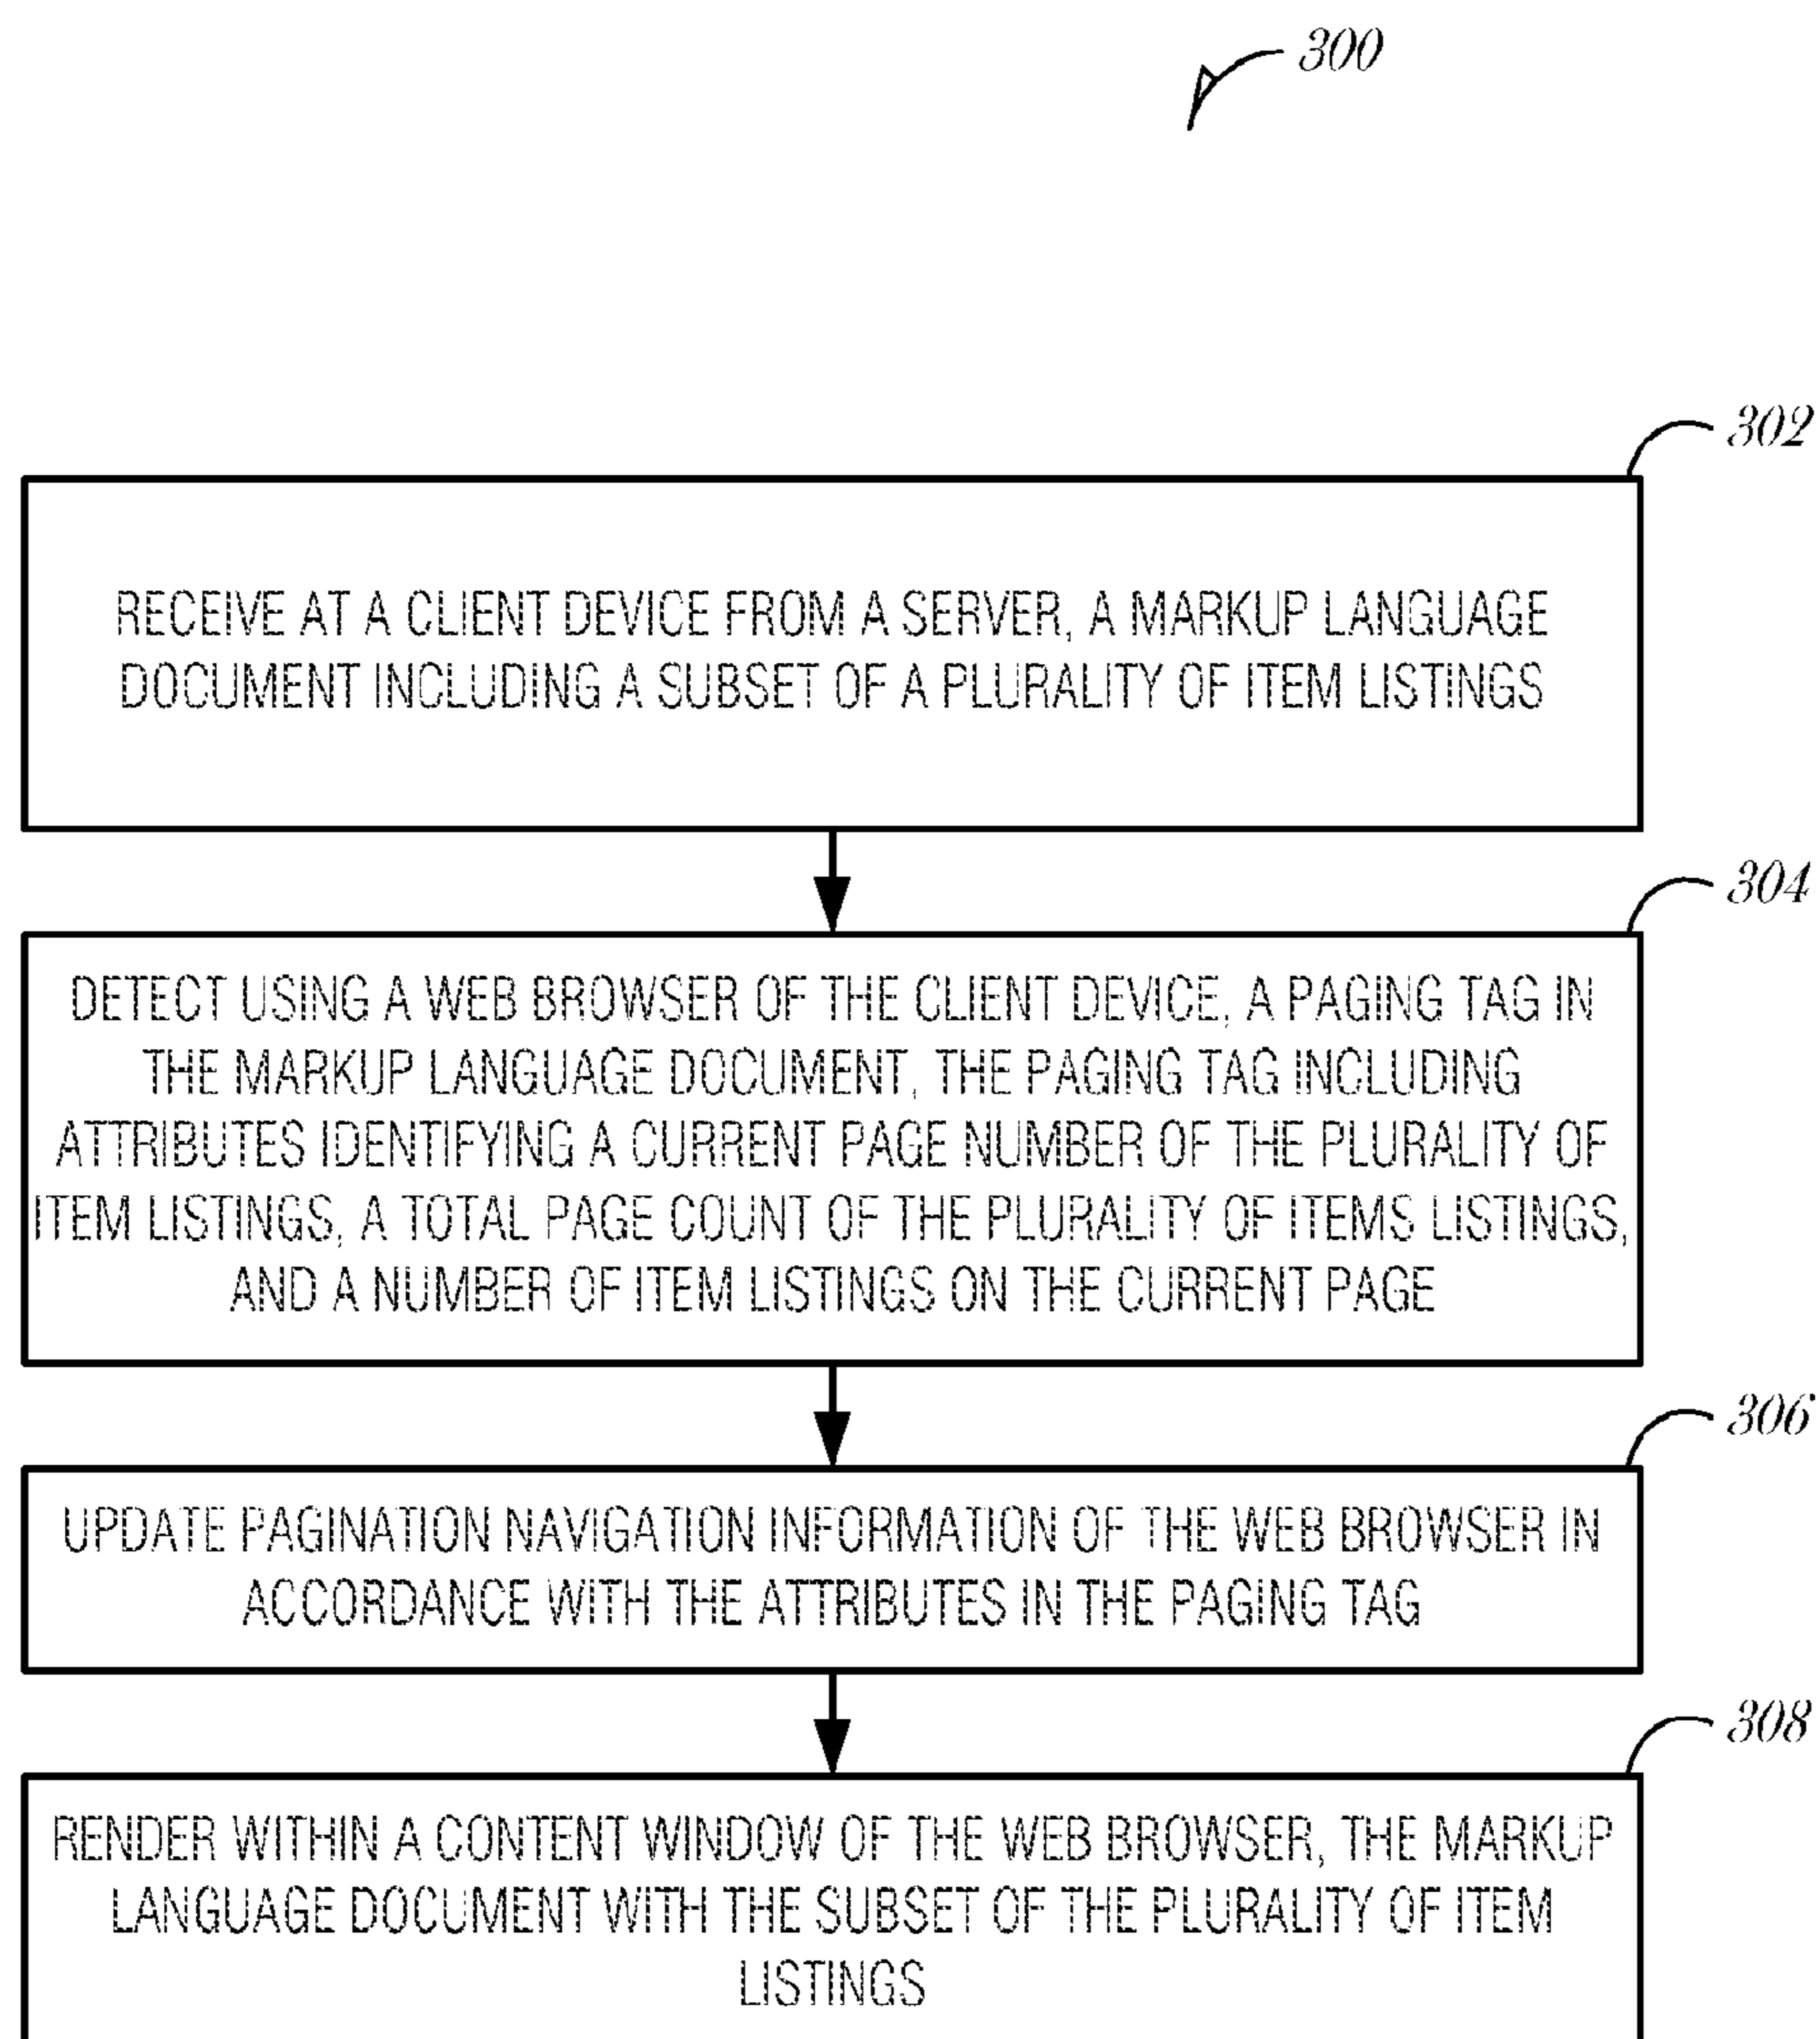 300
302
RECEIVE AT A CLIENT DEVICE FROM A SERVER, A MARKUP LANGUAGE
DOCUMENT INCLUDING A SUBSET OF A PLURALITY OF ITEM LISTINGS
304
DETECT USING A WEB BROWSER OF THE CLIENT DEVICE, A PAGING TAG IN
THE MARKUP LANGUAGE DOCUMENT, THE PAGING TAG INCLUDING
ATTRIBUTES IDENTIFYING A CURRENT PAGE NUMBER OF THE PLURALITY OF
ITEM LISTINGS, A TOTAL PAGE COUNT OF THE PLURALITY OF ITEMS LISTINGS,
AND A NUMBER OF ITEM LISTINGS ON THE CURRENT PAGE
306
UPDATE PAGINATION NAVIGATION INFORMATION OF THE WEB BROWSER IN
ACCORDANCE WITH THE ATTRIBUTES IN THE PAGING TAG
308
RENDER WITHIN A CONTENT WINDOW OF THE WEB BROWSER, THE MARKUP
LANGUAGE DOCUMENT WITH THE SUBSET OF THE PLURALITY OF ITEM
LISTINGS